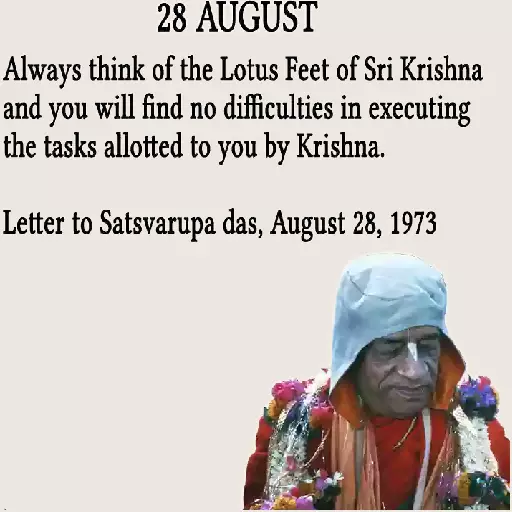 28 AUGUST
Always think of the Lotus Feet of Sri Krishna
and you will find no difficulties in executing
the tasks allotted to you by Krishna.
Letter to Satsvarupa das, August 28, 1973